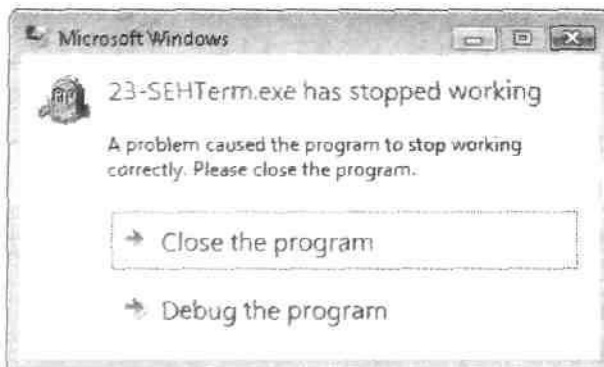 Microsoft Windows
23-SEHTerm.exe has stopped working
A problem caused the program to stop working
correctly. Please close the program.
Close the program
Debug the program